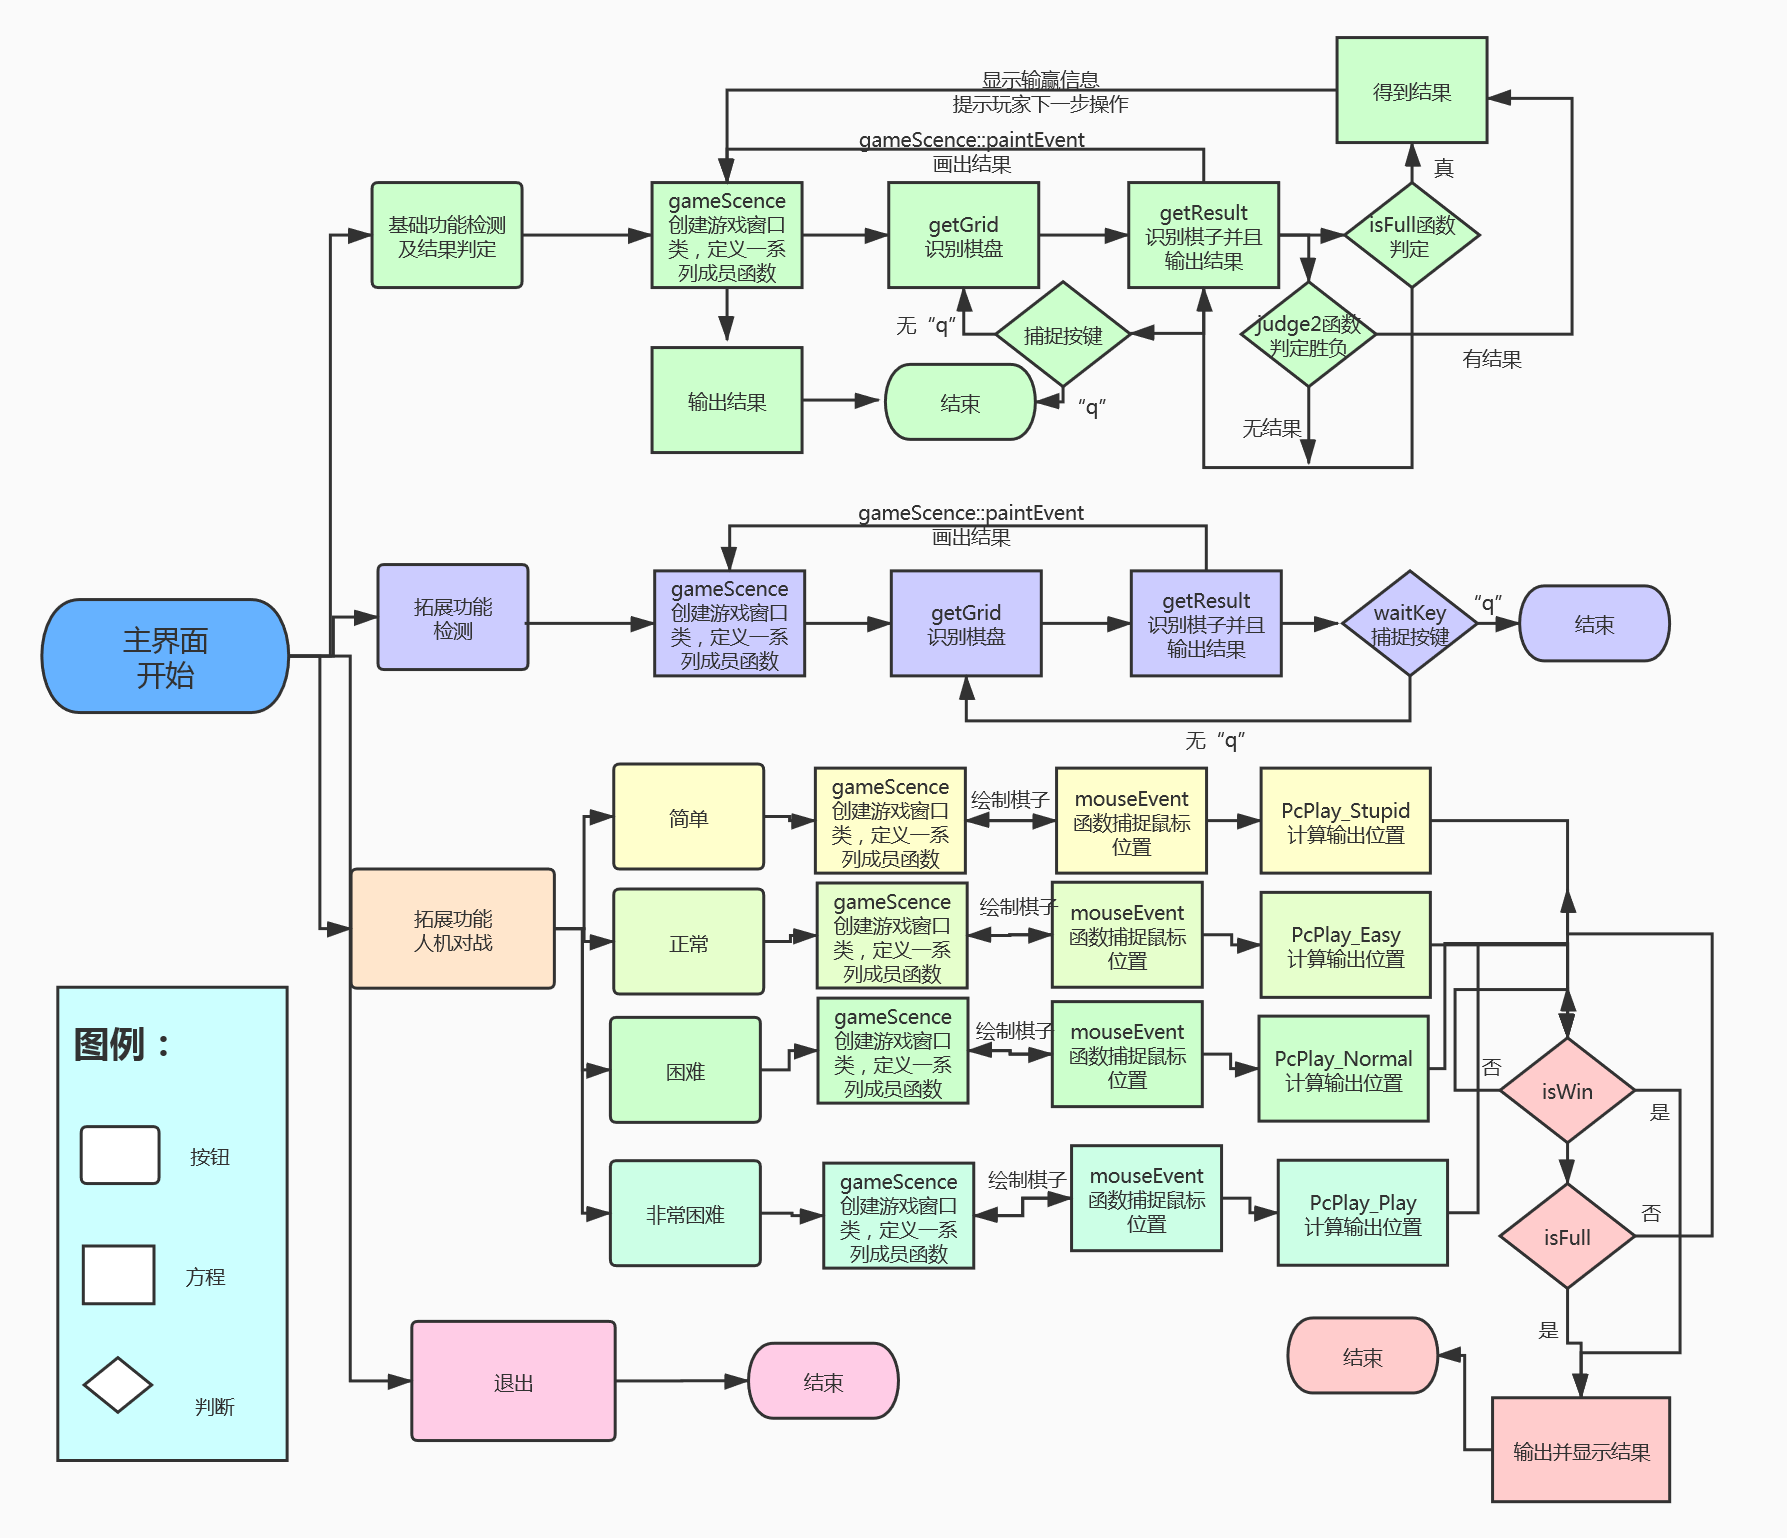 显示输赢信息
提示玩家下一步操作
得到结果
gameScence::paintEvent
画出结果
真
基础功能检测
及结果判定
gameScence
创建游戏窗口
类，定义一系
列成员函数
getGrid
识别棋盘
getResult
识别棋子并且
输出结果
isFull函数
判定
无“q”
捕捉按键
judge2函数
判定胜负
有结果
输出结果
结束
“q”
无结果
gameScence::paintEvent
画出结果
主界面
开始
拓展功能
检测
gameScence
创建游戏窗口
类，定义一系
列成员函数
getGrid
识别棋盘
getResult
识别棋子并且
输出结果
waitKey
捕捉按键
“q”
结束
无“q”
简单
gameScence
创建游戏窗口
类，定义一系
列成员函数
绘制棋子
mouseEvent
函数捕捉鼠标
位置
PcPlay_Stupid
计算输出位置
拓展功能
人机对战
正常
gameScence
创建游戏窗口
类，定义一系
列成员函数
绘制棋子
mouseEvent
函数捕捉鼠标
位置
PcPlay_Easy
计算输出位置
困难
gameScence
创建游戏窗口
类，定义一系
列成员函数
绘制棋子
mouseEvent
函数捕捉鼠标
位置
PcPlay_Normal
计算输出位置
否
isWin
是
非常困难
gameScence
创建游戏窗口
类，定义一系
列成员函数
绘制棋子
mouseEvent
函数捕捉鼠标
位置
PcPlay_Play
计算输出位置
isFull
否
是
图例：
按钮
方程
判断
退出
结束
结束
输出并显示结果